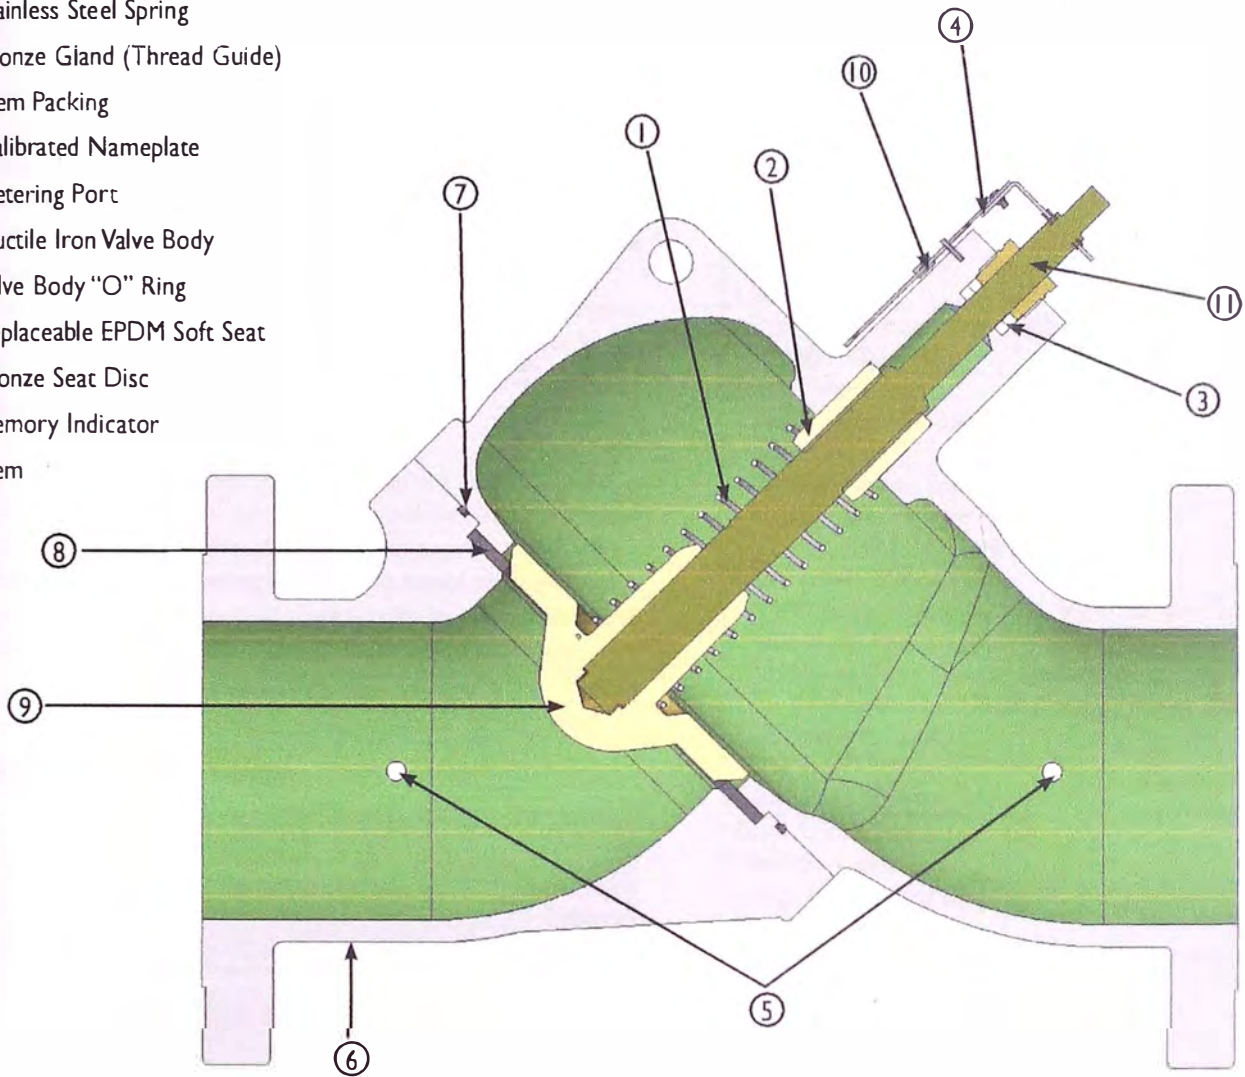 ainless Steel Spring
onze Gland (Thread Guide)
em Packing
alibrated Nameplate
etering Port
uctile Iron Valve Body
lve Body “O” Ring
placeable EPDM Soft Seat
onze Seat Disc
emory Indicator
em
4
10
1
2
7
11
3
8
9
5
6